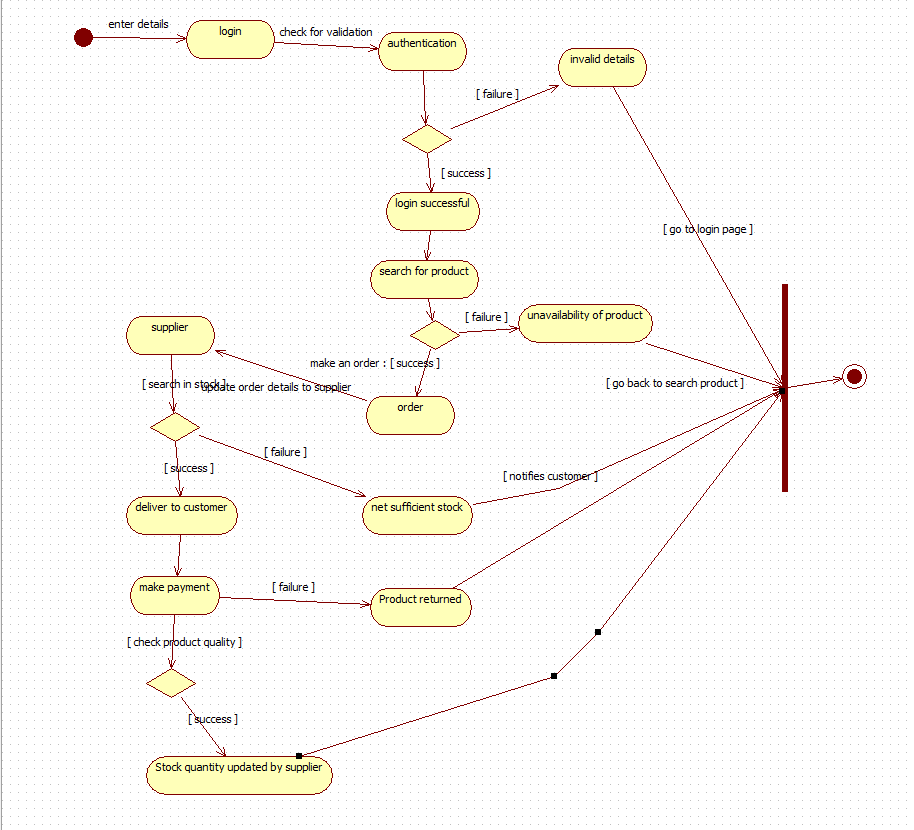 enter details
login
check for validation
authentication
invalid details
[ failure ]
[ success ]
login successful
[ go to login page ]
search for product
[ failure ]
unavailability of product
supplier
make an order : [ success ]
[ search in stock ]
update order details to supplier
[ go back to search product ]
order
[ failure ]
[ success ]
[ notifies customer ]
deliver to customer
net sufficient stock
make payment
[ failure ]
Product returned
[ check product quality ]
[ success ]
Stock quantity updated by supplier